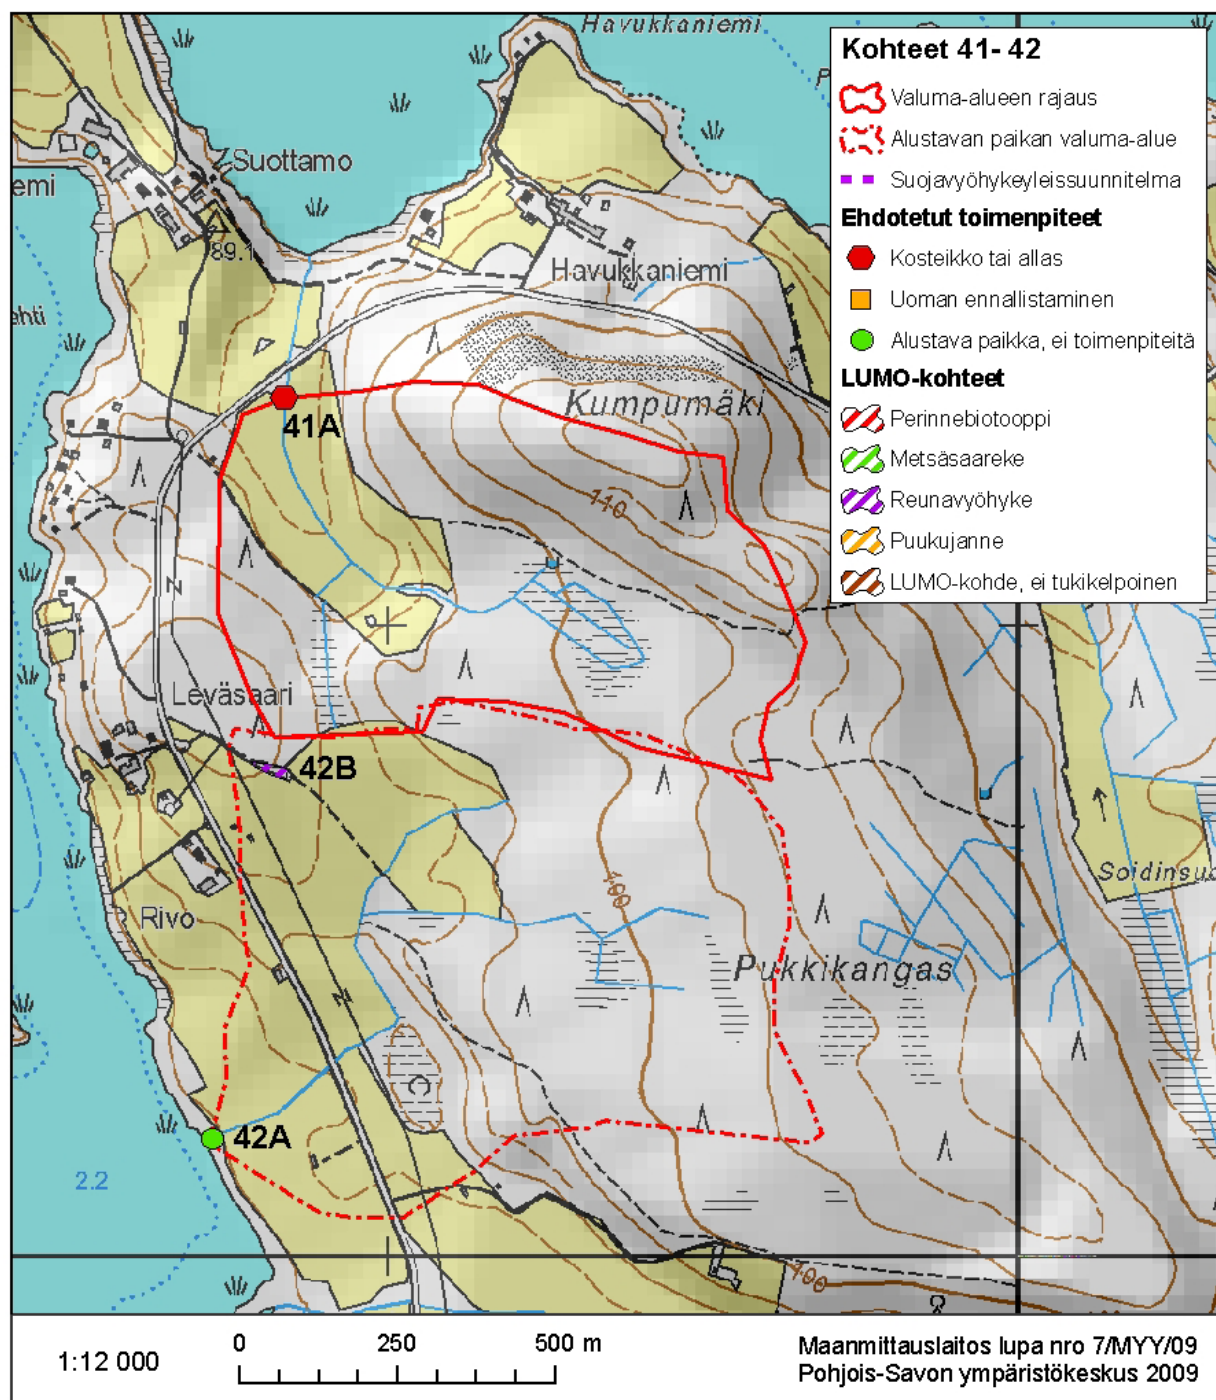 Havukkaniemi
Kohteet 41- 42
Valuma-alueen rajaus
Alustavan paikan valuma-alue
Suojavyöhykeyleissuunnitelma
Ehdotetut toimenpiteet
Kosteikko tai allas
Uoman ennallistaminen
Alustava paikka, ei toimenpiteitä
LUMO-kohteet
Perinnebiotooppi
Metsäsaareke
Reunavyöhyke
Puukujanne
LUMO-kohde, ei tukikelpoinen
Suottamo
emi
89.1
Havukkaniemi
ehti
Kumpumäki
41A
110
Leväsaari
42B
100
Soidinsuo
Rivo
Pukkikangas
42A
2.2
100
0 250 500 m
1:12 000
Maanmittauslaitos lupa nro 7/MYY/09
Pohjois-Savon ympäristökeskus 2009